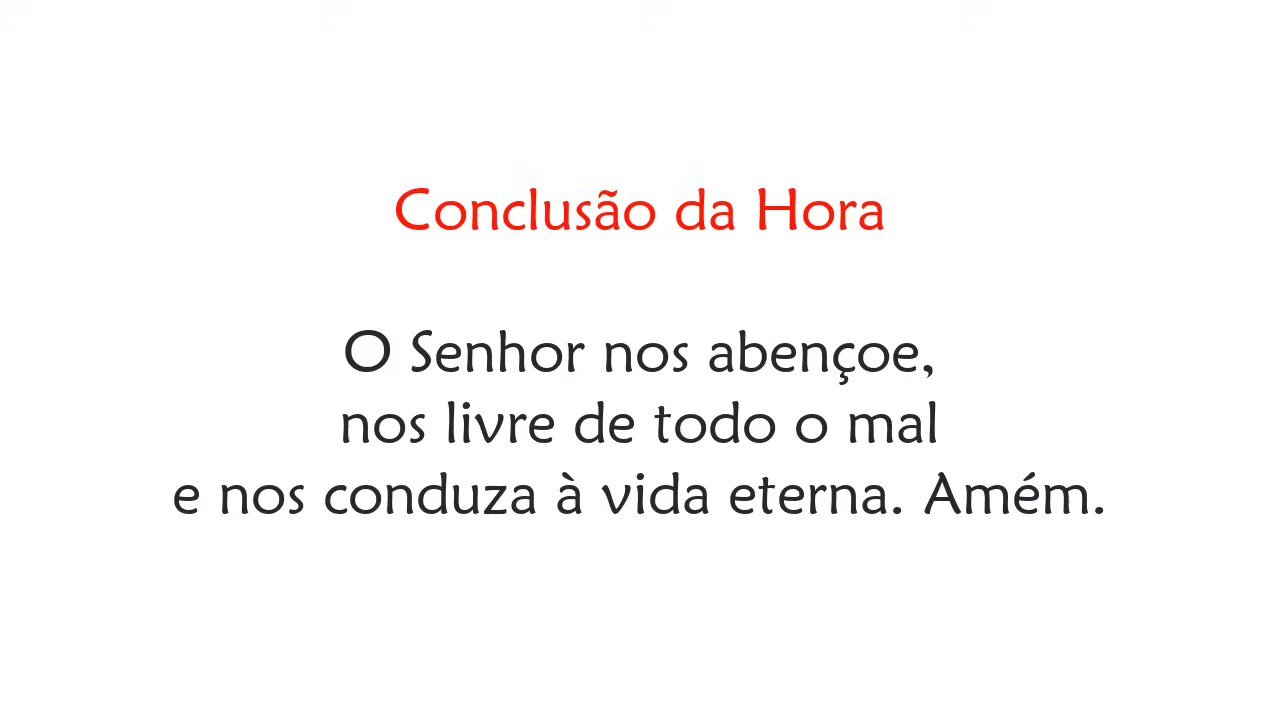 Conclusão da Hora
O Senhor nos abençoe,
nos livre de todo o mal
e nos conduza à vida eterna. Amém.